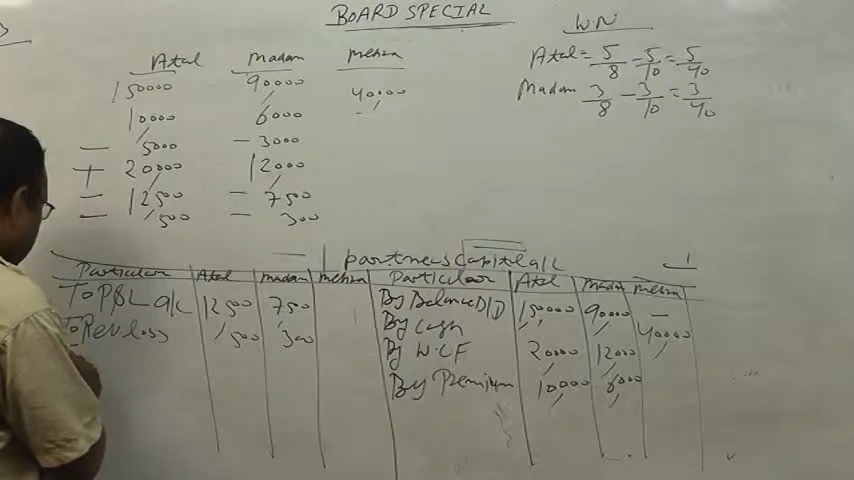 BOARD SPECIAL
WN
Atal Madan Mehra
150000 90000 40000
10000 6000
— 5000 — 3000
+ 20000 12000
— 12500 — 7500
— 500 — 300
Atal = 5/8 - 5/10 = 5/40
Madan 3/8 - 3/10 = 3/40
partners capital a/c
Particular Atal Madan Mehra Particular Atal Madan Mehra
To P&L a/c 12500 7500 By Balance b/d 150000 90000 —
To Rev loss 500 300 By Cash 40000
By W.C.F 20000 12000
By Premium 10000 6000